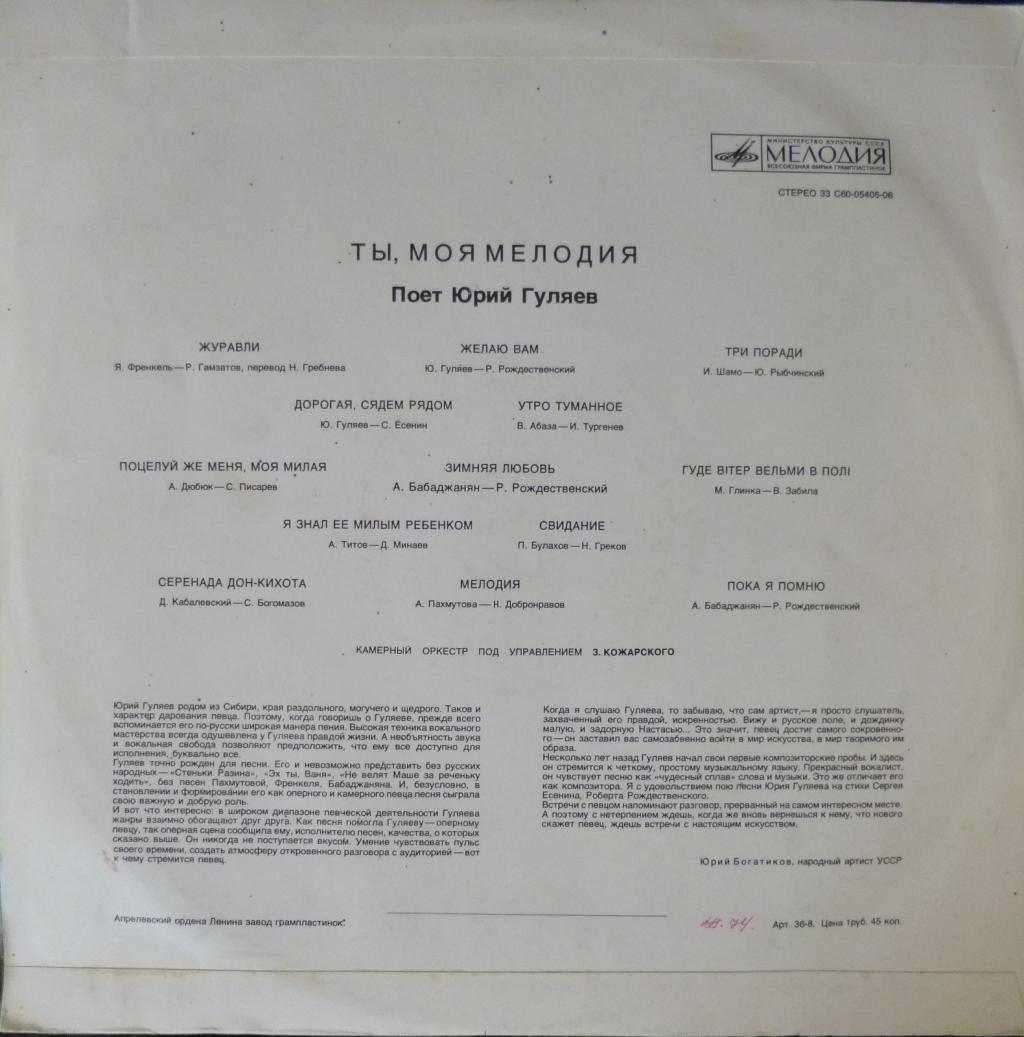 МИНИСТЕРСТВО КУЛЬТУРЫ СССР
МЕЛОДИЯ
ВСЕСОЮЗНАЯ ФИРМА ГРАМПЛАСТИНОК
СТЕРЕО 33 С60-05405-06
ТЫ, МОЯ МЕЛОДИЯ
Поет Юрий Гуляев
ЖУРАВЛИ
Я. Френкель—Р. Гамзатов, перевод Н. Гребнева
ЖЕЛАЮ ВАМ
Ю. Гуляев—Р. Рождественский
ТРИ ПОРАДИ
И. Шамо—Ю. Рыбчинский
ДОРОГАЯ, СЯДЕМ РЯДОМ
Ю. Гуляев—С. Есенин
УТРО ТУМАННОЕ
В. Абаза—И. Тургенев
ПОЦЕЛУЙ ЖЕ МЕНЯ, МОЯ МИЛАЯ
А. Дюбюк—С. Писарев
ЗИМНЯЯ ЛЮБОВЬ
А. Бабаджанян—Р. Рождественский
ГУДЕ ВІТЕР ВЕЛЬМИ В ПОЛІ
М. Глинка—В. Забила
Я ЗНАЛ ЕЕ МИЛЫМ РЕБЕНКОМ
А. Титов—Д. Минаев
СВИДАНИЕ
П. Булахов—Н. Греков
СЕРЕНАДА ДОН-КИХОТА
Д. Кабалевский—С. Богомазов
МЕЛОДИЯ
А. Пахмутова—Н. Добронравов
ПОКА Я ПОМНЮ
А. Бабаджанян—Р. Рождественский
КАМЕРНЫЙ ОРКЕСТР ПОД УПРАВЛЕНИЕМ З. КОЖАРСКОГО
Юрий Гуляев родом из Сибири, края раздольного, могучего и щедрого. Таков и
характер дарования певца. Поэтому, когда говоришь о Гуляеве, прежде всего
вспоминается его по-русски широкая манера пения. Высокая техника вокального
мастерства всегда одушевлена у Гуляева правдой жизни. А необъятность звука
и вокальная свобода позволяют предположить, что ему все доступно для
исполнения, буквально все.
Гуляев точно рожден для песни. Его и невозможно представить без русских
народных—«Стеньки Разина», «Эх ты, Ваня», «Не велят Маше за реченьку
ходить», без песен Пахмутовой, Френкеля, Бабаджаняна. И, безусловно, в
становлении и формировании его как оперного и камерного певца песня сыграла
свою важную и добрую роль.
И вот что интересно: в широком диапазоне певческой деятельности Гуляева
жанры взаимно обогащают друг друга. Как песня помогла Гуляеву—оперному
певцу, так оперная сцена сообщила ему, исполнителю песен, качества, о которых
сказано выше. Он никогда не поступается вкусом. Умение чувствовать пульс
своего времени, создать атмосферу откровенного разговора с аудиторией—вот
к чему стремится певец.
Когда я слушаю Гуляева, то забываю, что сам артист,—я просто слушатель,
захваченный его правдой, искренностью. Вижу и русское поле, и дождинку
малую, и задорную Настасью... Это значит, певец достиг самого сокровенно-
го—он заставил вас самозабвенно войти в мир искусства, в мир творимого им
образа.
Несколько лет назад Гуляев начал свои первые композиторские пробы. И здесь
он стремится к четкому, простому музыкальному языку. Прекрасный вокалист,
он чувствует песню как «чудесный сплав» слова и музыки. Это же отличает его
как композитора. Я с удовольствием пою песни Юрия Гуляева на стихи Сергея
Есенина, Роберта Рождественского.
Встречи с певцом напоминают разговор, прерванный на самом интересном месте.
А поэтому с нетерпением ждешь, когда же вновь вернешься к нему, что нового
скажет певец, ждешь встречи с настоящим искусством.
Юрий Богатиков, народный артист УССР
Апрелевский ордена Ленина завод грампластинок
Арт. 36-8. Цена 1руб. 45 коп.